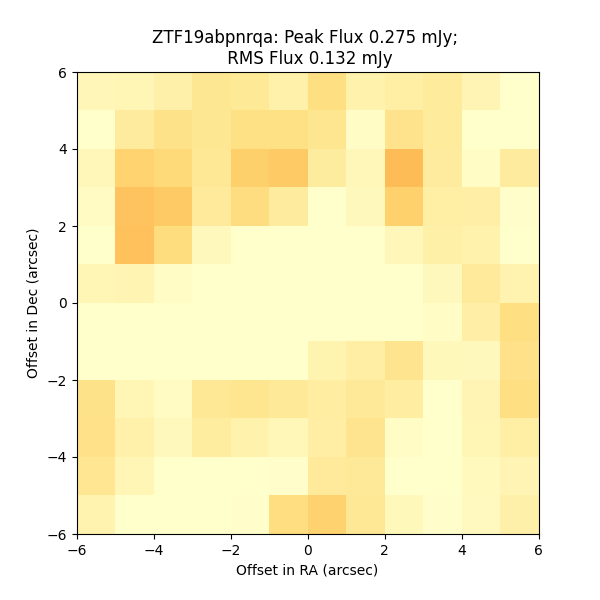 ZTF19abpnrqa: Peak Flux 0.275 mJy;
RMS Flux 0.132 mJy
6
4
2
0
−2
−4
−6
Offset in Dec (arcsec)
−6 −4 −2 0 2 4 6
Offset in RA (arcsec)